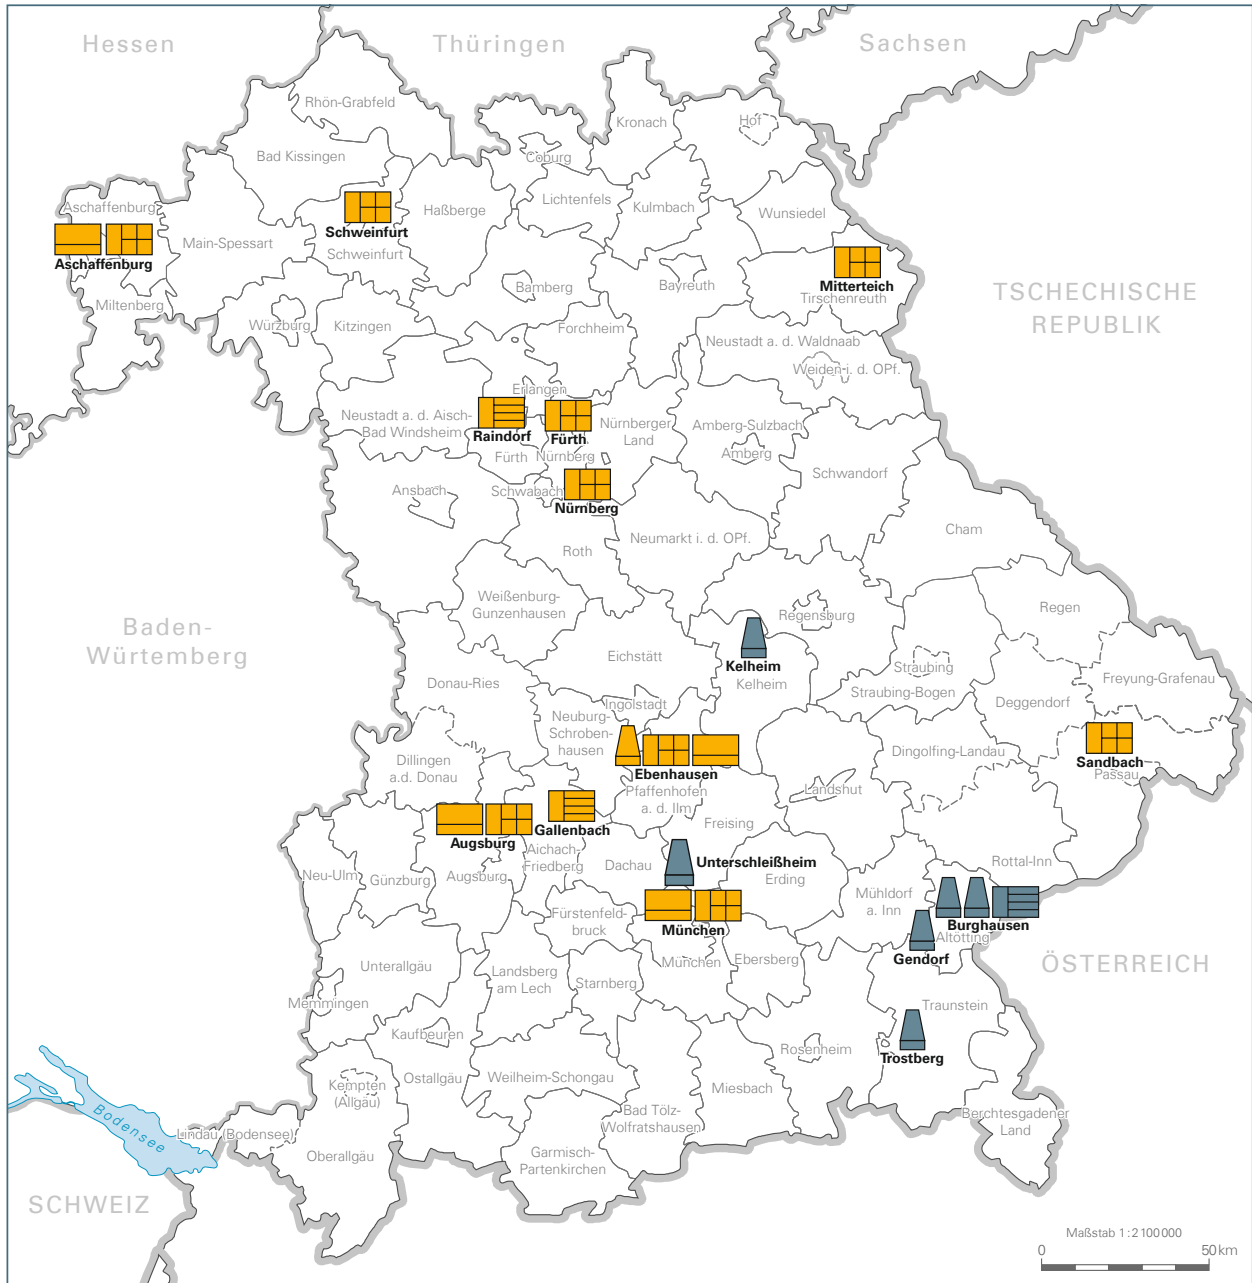 Hessen
Thüringen
Sachsen
Rhön-Grabfeld
Kronach
Hof
Bad Kissingen
Coburg
Aschaffenburg
Haßberge
Lichtenfels
Kulmbach
Wunsiedel
Schweinfurt
Main-Spessart
Schweinfurt
Aschaffenburg
Mitterteich
Tirschenreuth
TSCHECHISCHE
REPUBLIK
Miltenberg
Bamberg
Bayreuth
Würzburg
Kitzingen
Forchheim
Neustadt a. d. Waldnaab
Weiden i. d. OPf.
Erlangen
Neustadt a. d. Aisch-
Bad Windsheim
Raindorf
Fürth
Nürnberger
Land
Amberg-Sulzbach
Amberg
Fürth
Nürnberg
Schwandorf
Ansbach
Schwabach
Nürnberg
Cham
Roth
Neumarkt i. d. OPf.
Weißenburg-
Gunzenhausen
Regensburg
Regen
Baden-
Würtemberg
Eichstätt
Kelheim
Kelheim
Straubing
Straubing-Bogen
Freyung-Grafenau
Donau-Ries
Deggendorf
Ingolstadt
Neuburg-
Schroben-
hausen
Dingolfing-Landau
Dillingen
a.d. Donau
Ebenhausen
Sandbach
Passau
Pfaffenhofen
a. d. Ilm
Landshut
Freising
Gallenbach
Augsburg
Aichach-
Friedberg
Dachau
Unterschleißheim
Erding
Rottal-Inn
Neu-Ulm
Günzburg
Augsburg
Mühldorf
a. Inn
Fürstenfeld-
bruck
München
Burghausen
Altötting
Gendorf
München
Ebersberg
ÖSTERREICH
Unterallgäu
Landsberg
am Lech
Starnberg
Memmingen
Traunstein
Kaufbeuren
Rosenheim
Trostberg
Kempten
(Allgäu)
Ostallgäu
Weilheim-Schongau
Miesbach
Bad Tölz-
Wolfratshausen
Berchtesgadener
Land
Bodensee
Lindau (Bodensee)
Oberallgäu
Garmisch-
Partenkirchen
SCHWEIZ
Maßstab 1:2100000
0 50 km